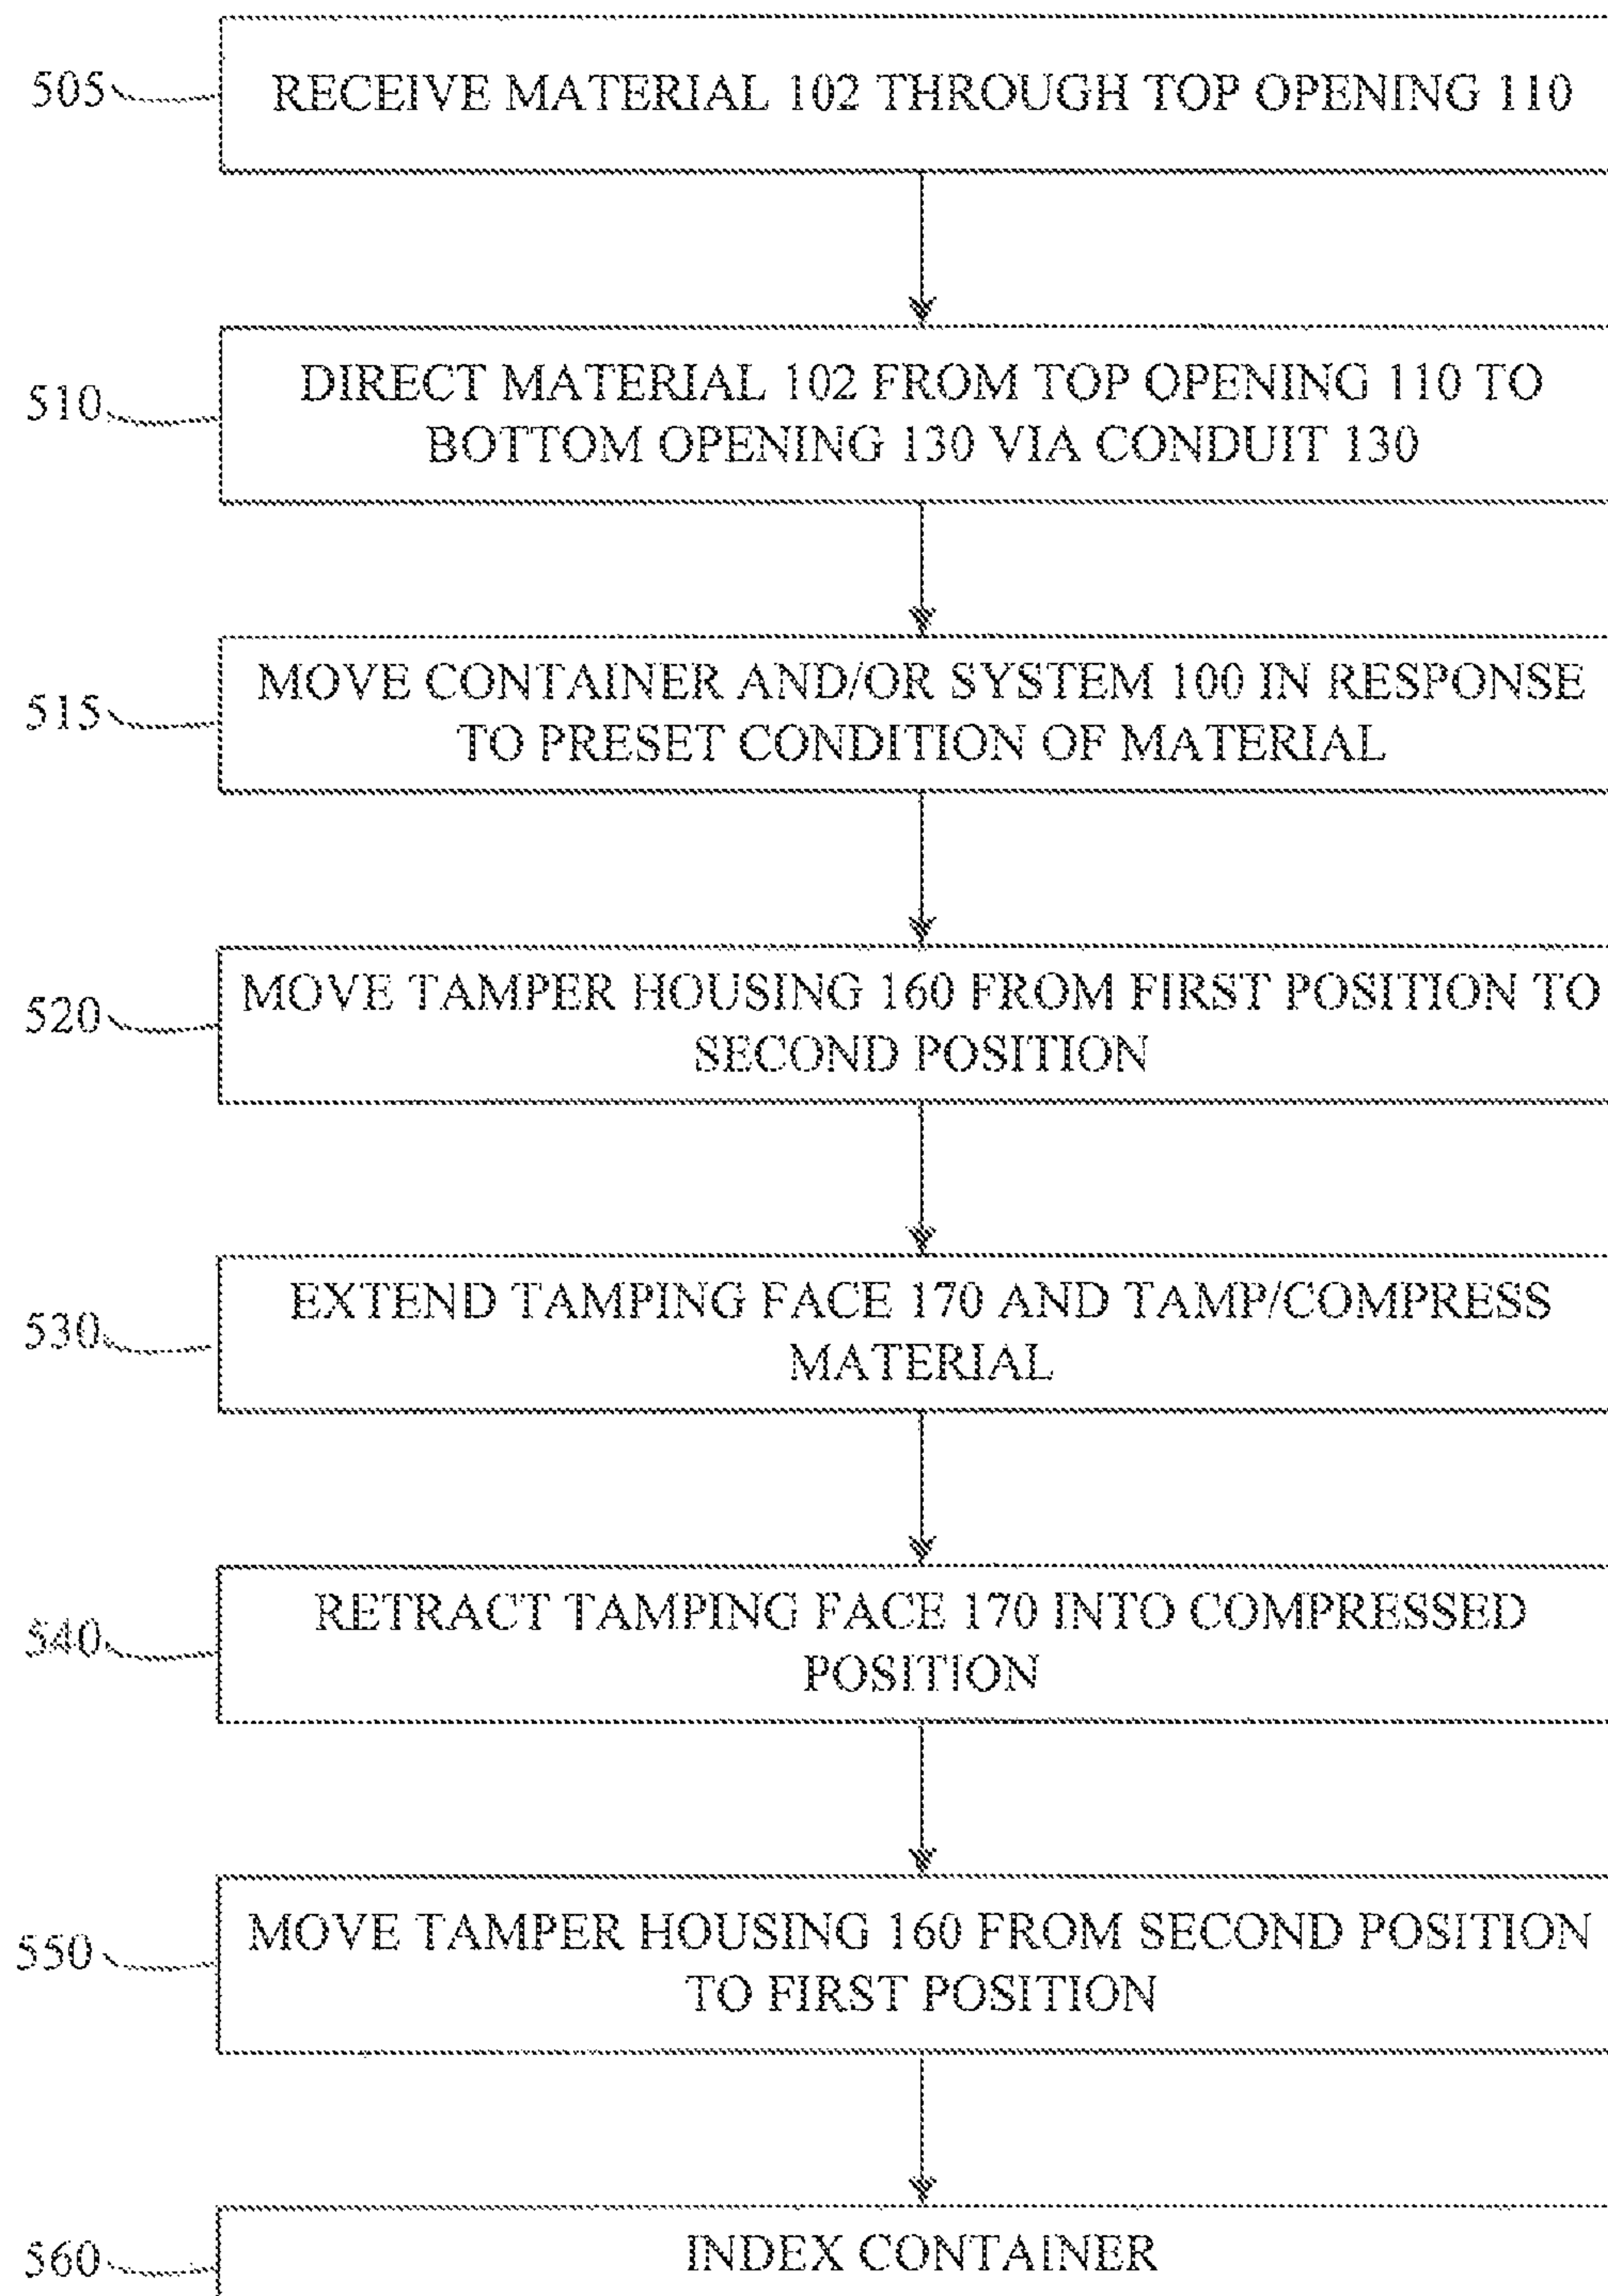 505
RECEIVE MATERIAL 102 THROUGH TOP OPENING 110
510
DIRECT MATERIAL 102 FROM TOP OPENING 110 TO
BOTTOM OPENING 130 VIA CONDUIT 130
515
MOVE CONTAINER AND/OR SYSTEM 100 IN RESPONSE
TO PRESET CONDITION OF MATERIAL
520
MOVE TAMPER HOUSING 160 FROM FIRST POSITION TO
SECOND POSITION
530
EXTEND TAMPING FACE 170 AND TAMP/COMPRESS
MATERIAL
540
RETRACT TAMPING FACE 170 INTO COMPRESSED
POSITION
550
MOVE TAMPER HOUSING 160 FROM SECOND POSITION
TO FIRST POSITION
560
INDEX CONTAINER